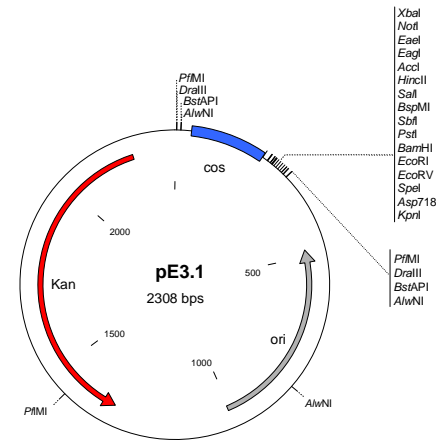 XbaI
NotI
EaeI
EagI
AccI
HincII
SalI
BspMI
SbfI
PstI
BamHI
EcoRI
EcoRV
SpeI
Asp718
KpnI
PflMI
DraIII
BstAPI
AlwNI
cos
I
2000
pE3.1
2308 bps
500
PflMI
DraIII
BstAPI
AlwNI
Kan
1500
ori
1000
AlwNI
PflMI